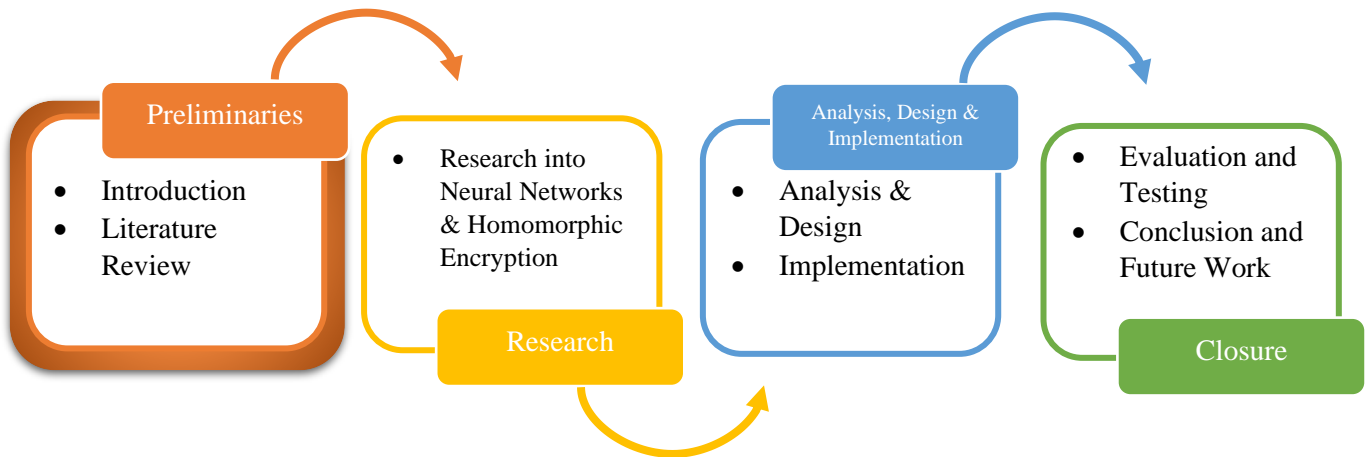 Preliminaries
• Introduction
• Literature
Review
• Research into
Neural Networks
& Homomorphic
Encryption
Research
Analysis, Design &
Implementation
• Analysis &
Design
• Implementation
• Evaluation and
Testing
• Conclusion and
Future Work
Closure